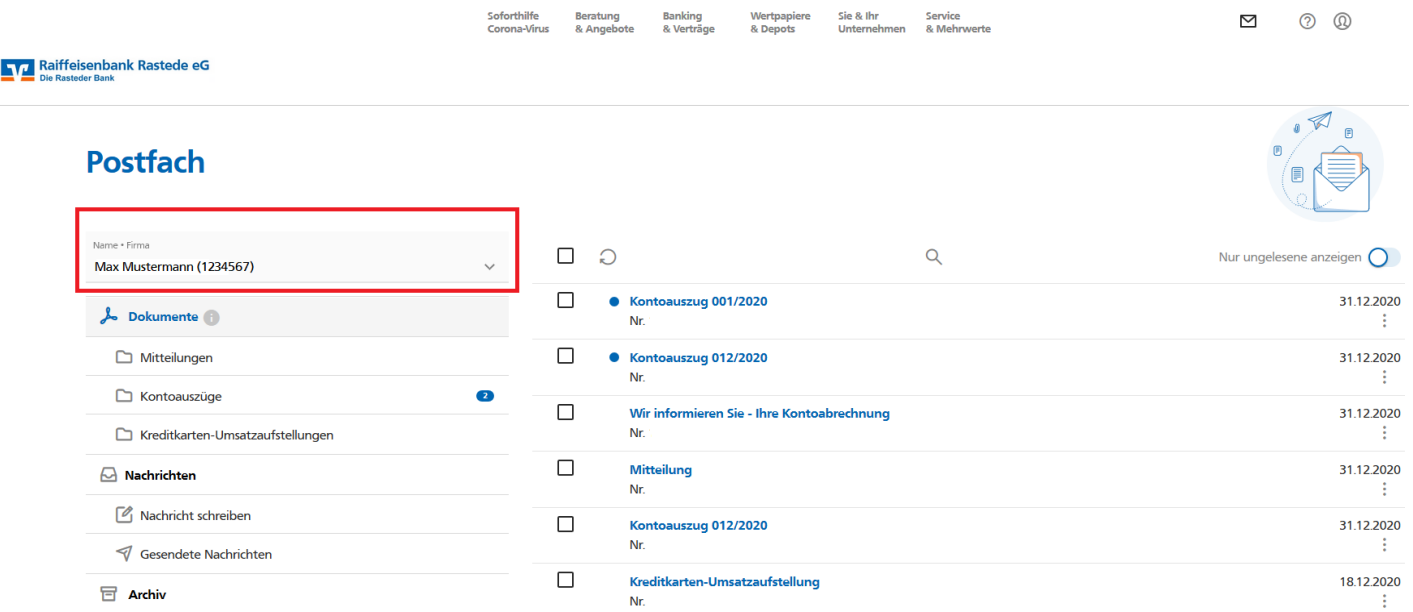 Soforthilfe Corona-Virus
Beratung & Angebote
Banking & Verträge
Wertpapiere & Depots
Sie & Ihr Unternehmen
Service & Mehrwerte
Raiffeisenbank Rastede eG
Die Rasteder Bank
Postfach
Name • Firma
Max Mustermann (1234567)
Dokumente
Mitteilungen
Kontoauszüge 2
Kreditkarten-Umsatzaufstellungen
Nachrichten
Nachricht schreiben
Gesendete Nachrichten
Archiv
Nur ungelesene anzeigen
Kontoauszug 001/2020 31.12.2020
Nr.
Kontoauszug 012/2020 31.12.2020
Nr.
Wir informieren Sie - Ihre Kontoabrechnung 31.12.2020
Nr.
Mitteilung 31.12.2020
Nr.
Kontoauszug 012/2020 31.12.2020
Nr.
Kreditkarten-Umsatzaufstellung 18.12.2020
Nr.